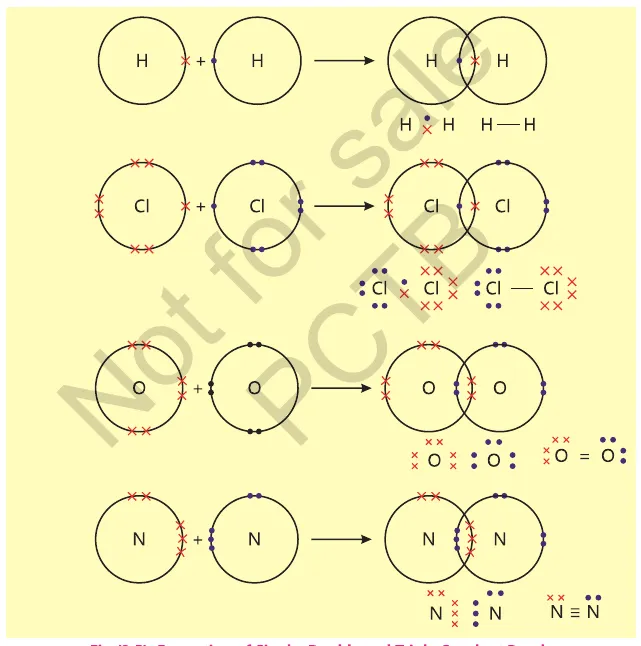 H + H H H
H H H — H
Cl + Cl Cl Cl
Cl Cl Cl — Cl
O + O O O
O O O = O
N + N N N
N N N ≡ N
Not for sale
PCTB